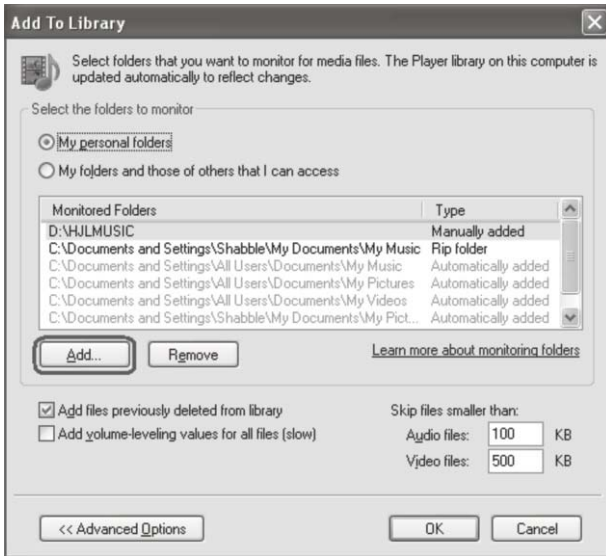 Add To Library
Select folders that you want to monitor for media files. The Player library on this computer is
updated automatically to reflect changes.
Select the folders to monitor
My personal folders
My folders and those of others that I can access
Monitored Folders Type
D:\HJLMUSIC Manually added
C:\Documents and Settings\Shabble\My Documents\My Music Rip folder
C:\Documents and Settings\All Users\Documents\My Music Automatically added
C:\Documents and Settings\All Users\Documents\My Pictures Automatically added
C:\Documents and Settings\All Users\Documents\My Videos Automatically added
C:\Documents and Settings\Shabble\My Documents\My Pict... Automatically added
Add... Remove Learn more about monitoring folders
Add files previously deleted from library
Add volume-leveling values for all files (slow)
Skip files smaller than:
Audio files: 100 KB
Video files: 500 KB
<< Advanced Options OK Cancel